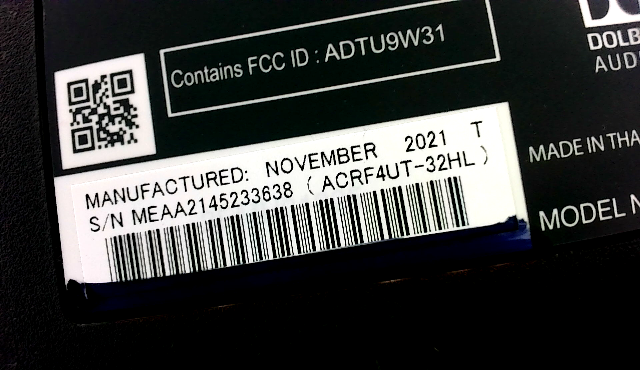 Contains FCC ID : ADTU9W31
DOLB
AUD
MANUFACTURED: NOVEMBER 2021 T
S/N MEAA2145233638 ( ACRF4UT-32HL )
MADE IN THA
MODEL N